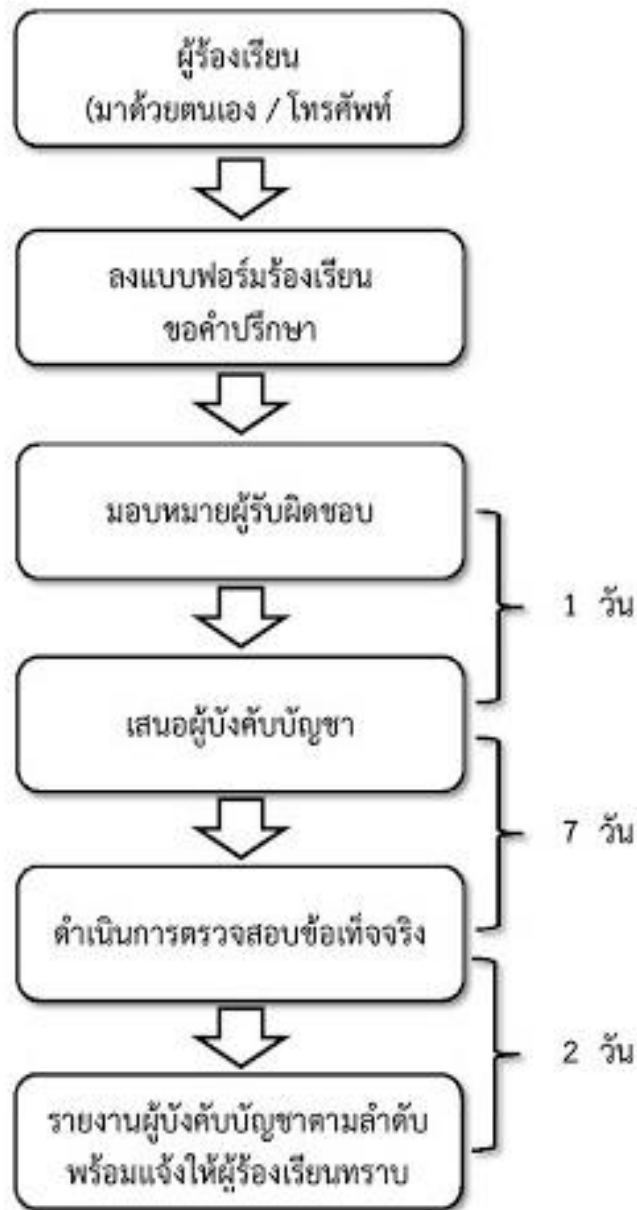 ผู้ร้องเรียน
(มาด้วยตนเอง / โทรศัพท์
ลงแบบฟอร์มร้องเรียน
ขอคำปรึกษา
มอบหมายผู้รับผิดชอบ
1 วัน
เสนอผู้บังคับบัญชา
7 วัน
ดำเนินการตรวจสอบข้อเท็จจริง
2 วัน
รายงานผู้บังคับบัญชาตามลำดับ
พร้อมแจ้งให้ผู้ร้องเรียนทราบ